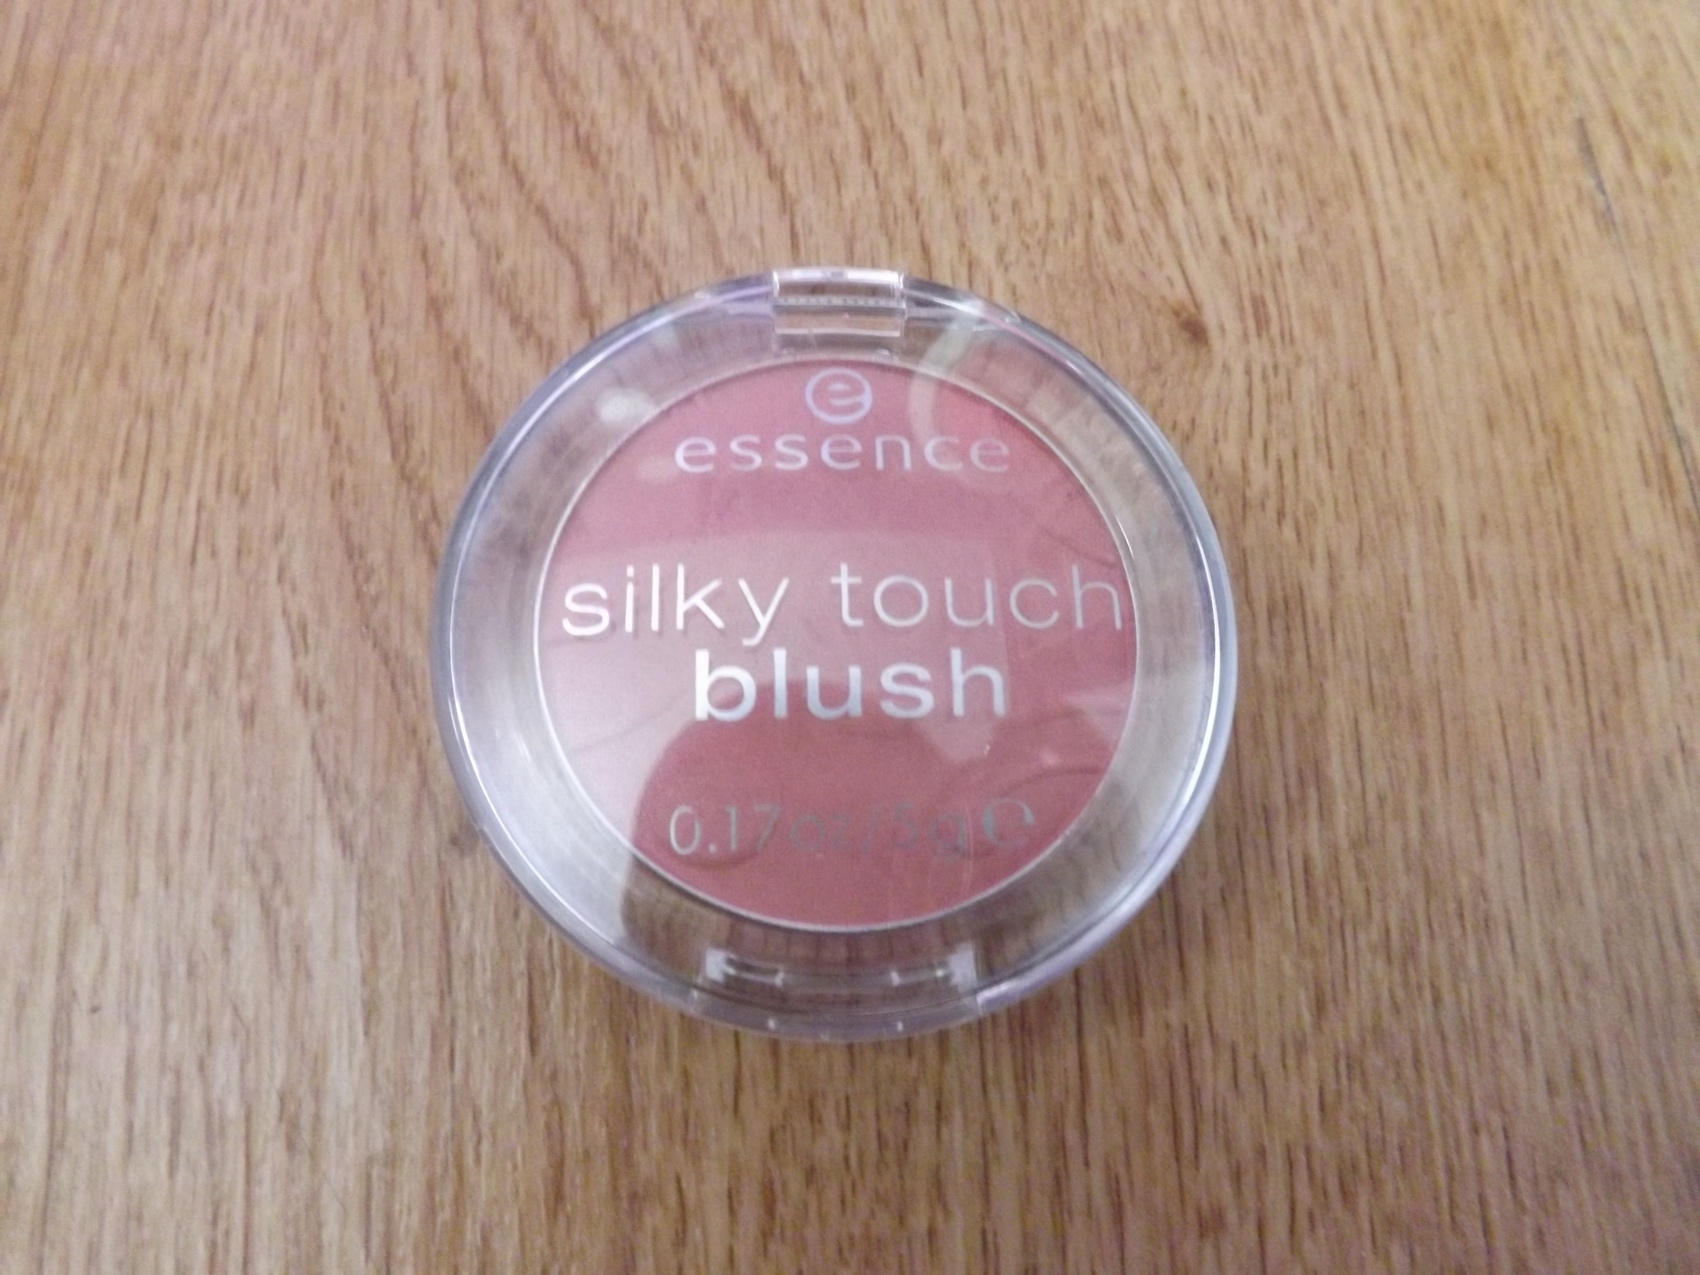 e
essence
silky touch
blush
0.17oz/5g ℮